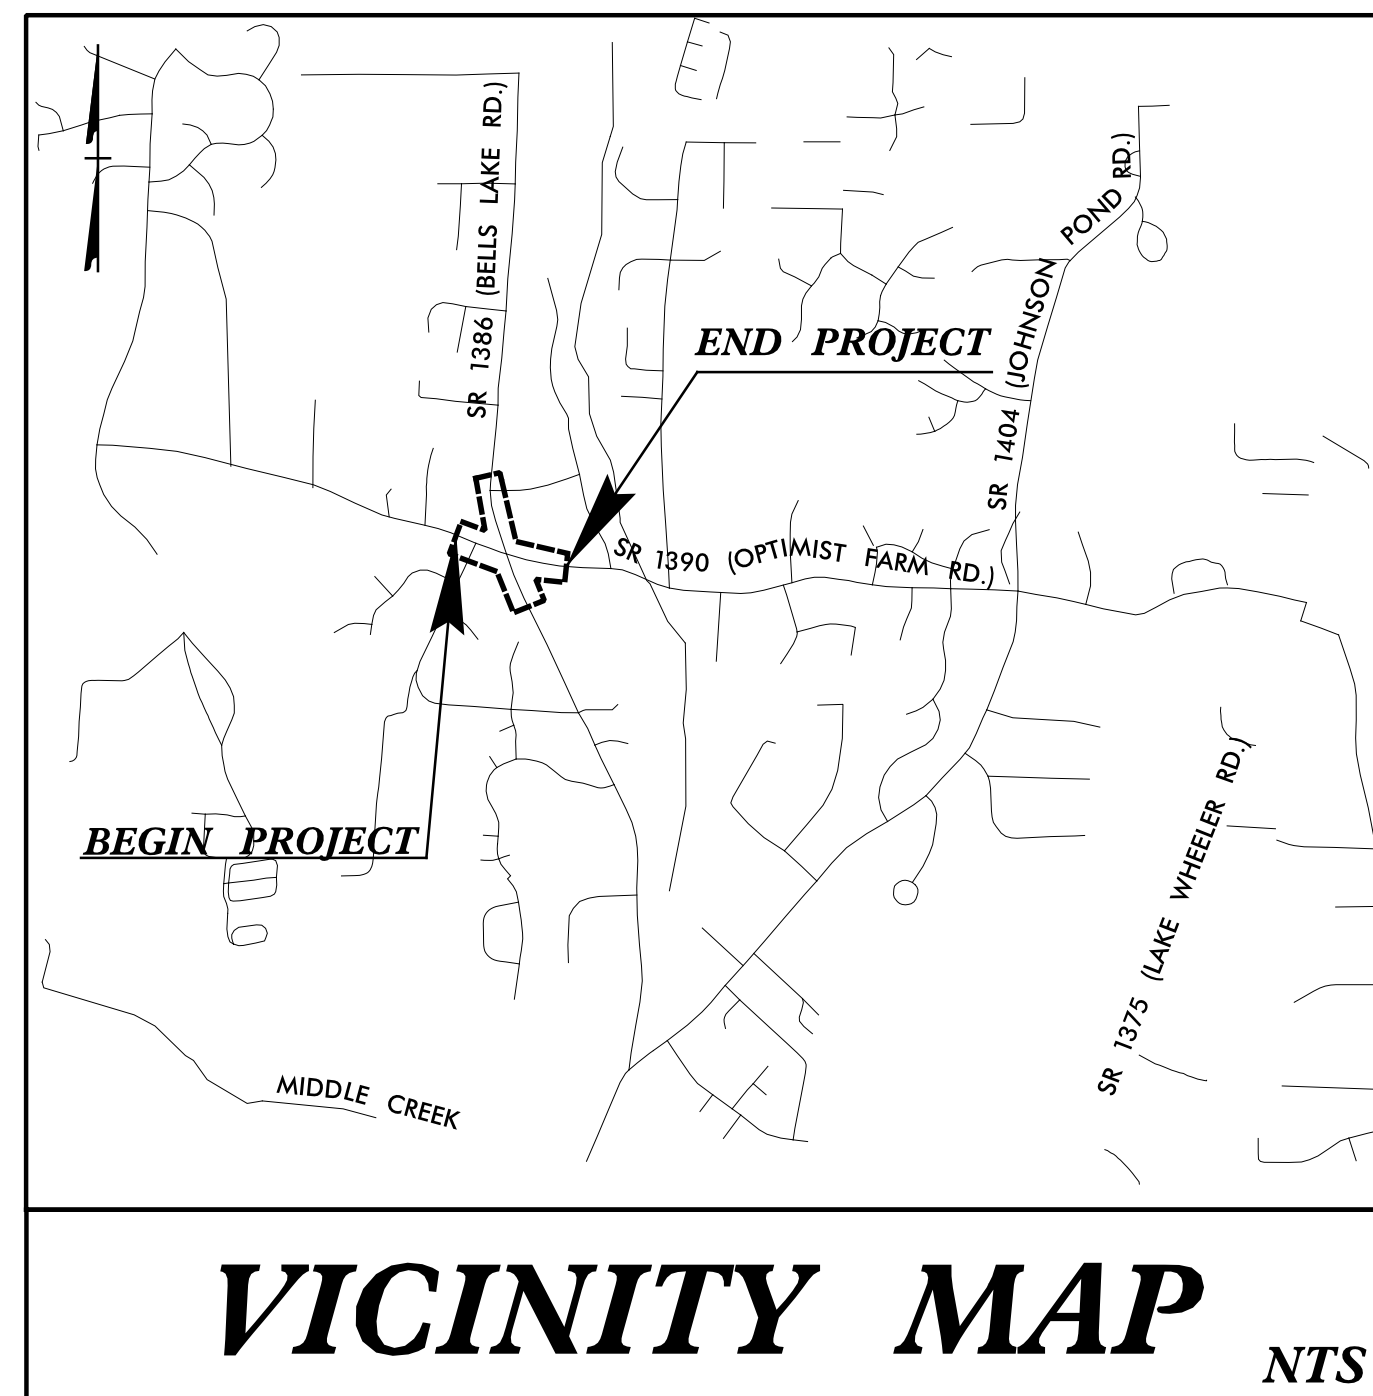 SR 1386 (BELLS LAKE RD.)
SR 1404 (JOHNSON POND RD.)
END PROJECT
SR 1390 (OPTIMIST FARM RD.)
BEGIN PROJECT
SR 1375 (LAKE WHEELER RD.)
MIDDLE CREEK
VICINITY MAP
NTS